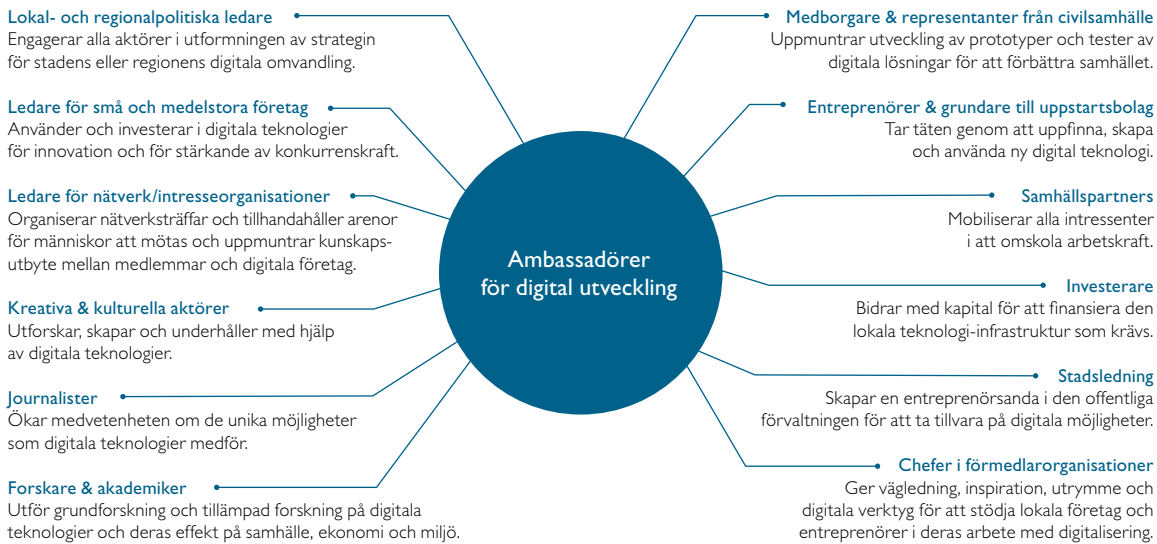 Lokal- och regionalpolitiska ledare
Engagerar alla aktörer i utformningen av strategin
för stadens eller regionens digitala omvandling.
Ledare för små och medelstora företag
Använder och investerar i digitala teknologier
för innovation och för stärkande av konkurrenskraft.
Ledare för nätverk/intresseorganisationer
Organiserar nätverksträffar och tillhandahåller arenor
för människor att mötas och uppmuntrar kunskaps-
utbyte mellan medlemmar och digitala företag.
Kreativa & kulturella aktörer
Utforskar, skapar och underhåller med hjälp
av digitala teknologier.
Journalister
Ökar medvetenheten om de unika möjligheter
som digitala teknologier medför.
Forskare & akademiker
Utför grundforskning och tillämpad forskning på digitala
teknologier och deras effekt på samhälle, ekonomi och miljö.
Ambassadörer
för digital utveckling
Medborgare & representanter från civilsamhälle
Uppmuntrar utveckling av prototyper och tester av
digitala lösningar för att förbättra samhället.
Entreprenörer & grundare till uppstartsbolag
Tar täten genom att uppfinna, skapa
och använda ny digital teknologi.
Samhällspartners
Mobiliserar alla intressenter
i att omskola arbetskraft.
Investerare
Bidrar med kapital för att finansiera den
lokala teknologi-infrastruktur som krävs.
Stadsledning
Skapar en entreprenörsanda i den offentliga
förvaltningen för att ta tillvara på digitala möjligheter.
Chefer i förmedlarorganisationer
Ger vägledning, inspiration, utrymme och
digitala verktyg för att stödja lokala företag och
entreprenörer i deras arbete med digitalisering.